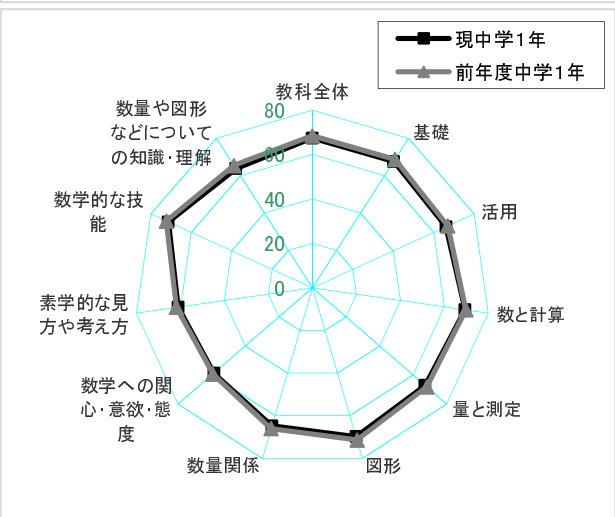 現中学1年
前年度中学1年
教科全体
基礎
活用
数と計算
量と測定
図形
数量関係
数学への関
心・意欲・態
度
素学的な見
方や考え方
数学的な技
能
数量や図形
などについて
の知識・理解
80
60
40
20
0